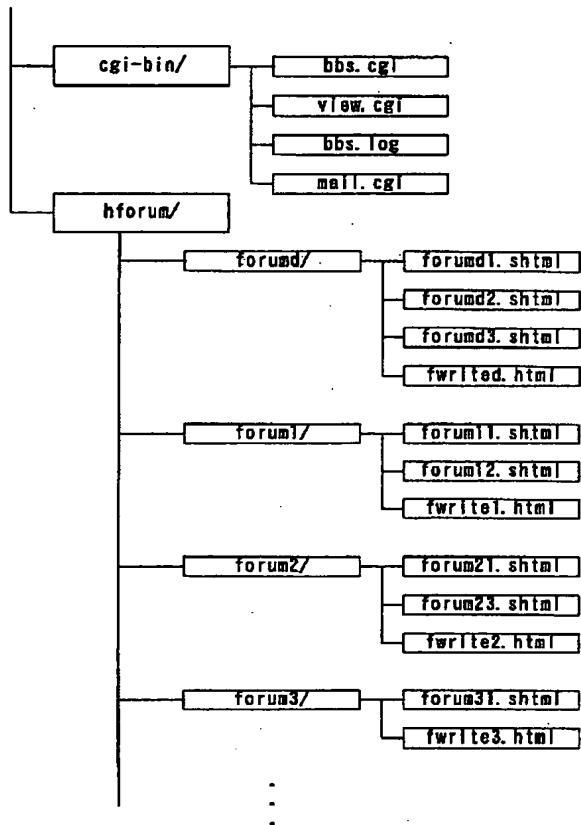 cgi-bin/
bbs.cgi
view.cgi
bbs.log
mail.cgi
hforum/
forumd/
forumd1.shtml
forumd2.shtml
forumd3.shtml
fwrited.html
forum1/
forum11.shtml
forum12.shtml
fwrite1.html
forum2/
forum21.shtml
forum23.shtml
fwrite2.html
forum3/
forum31.shtml
fwrite3.html